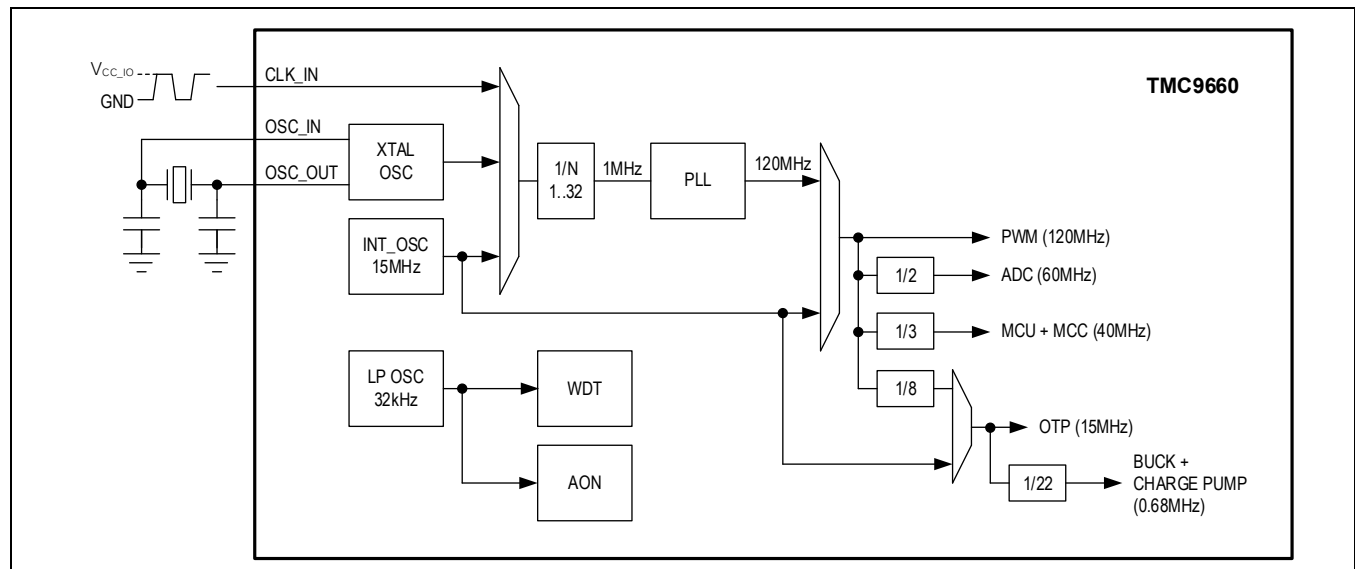 TMC9660
VCC_IO
GND
CLK_IN
OSC_IN
OSC_OUT
XTAL
OSC
INT_OSC
15MHz
1/N
1..32
1MHz
PLL
120MHz
PWM (120MHz)
1/2
ADC (60MHz)
1/3
MCU + MCC (40MHz)
1/8
LP OSC
32kHz
WDT
AON
OTP (15MHz)
1/22
BUCK +
CHARGE PUMP
(0.68MHz)